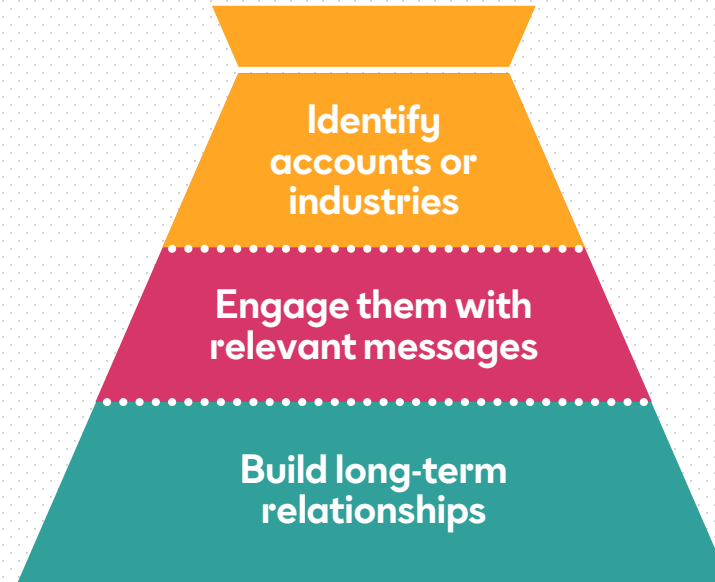 Identify
accounts or
industries
Engage them with
relevant messages
Build long-term
relationships